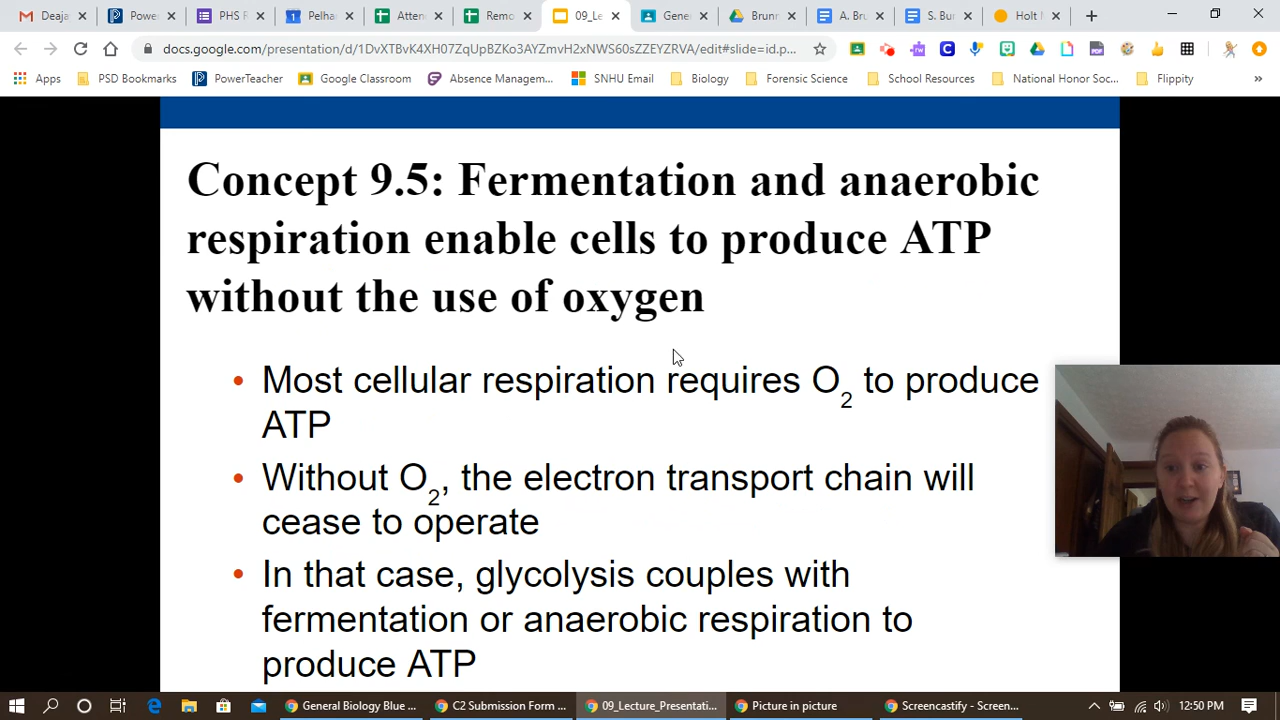 Deaja
Power
PHS R
Pelha
Atten
Remo
09_Le
Gene
Brunn
A. Br
S. Bu
Holt
docs.google.com/presentation/d/1DvXTBvK4XH07ZqUpBZKo3AYZmvH2xNWS60sZZEYZRVA/edit#slide=id.p...
Apps PSD Bookmarks PowerTeacher Google Classroom Absence Managem... SNHU Email Biology Forensic Science School Resources National Honor Soc... Flippity »
Concept 9.5: Fermentation and anaerobic
respiration enable cells to produce ATP
without the use of oxygen
• Most cellular respiration requires O2 to produce
ATP
• Without O2, the electron transport chain will
cease to operate
• In that case, glycolysis couples with
fermentation or anaerobic respiration to
produce ATP
General Biology Blue ... C2 Submission Form ... 09_Lecture_Presentati... Picture in picture Screencastify - Screen... 12:50 PM